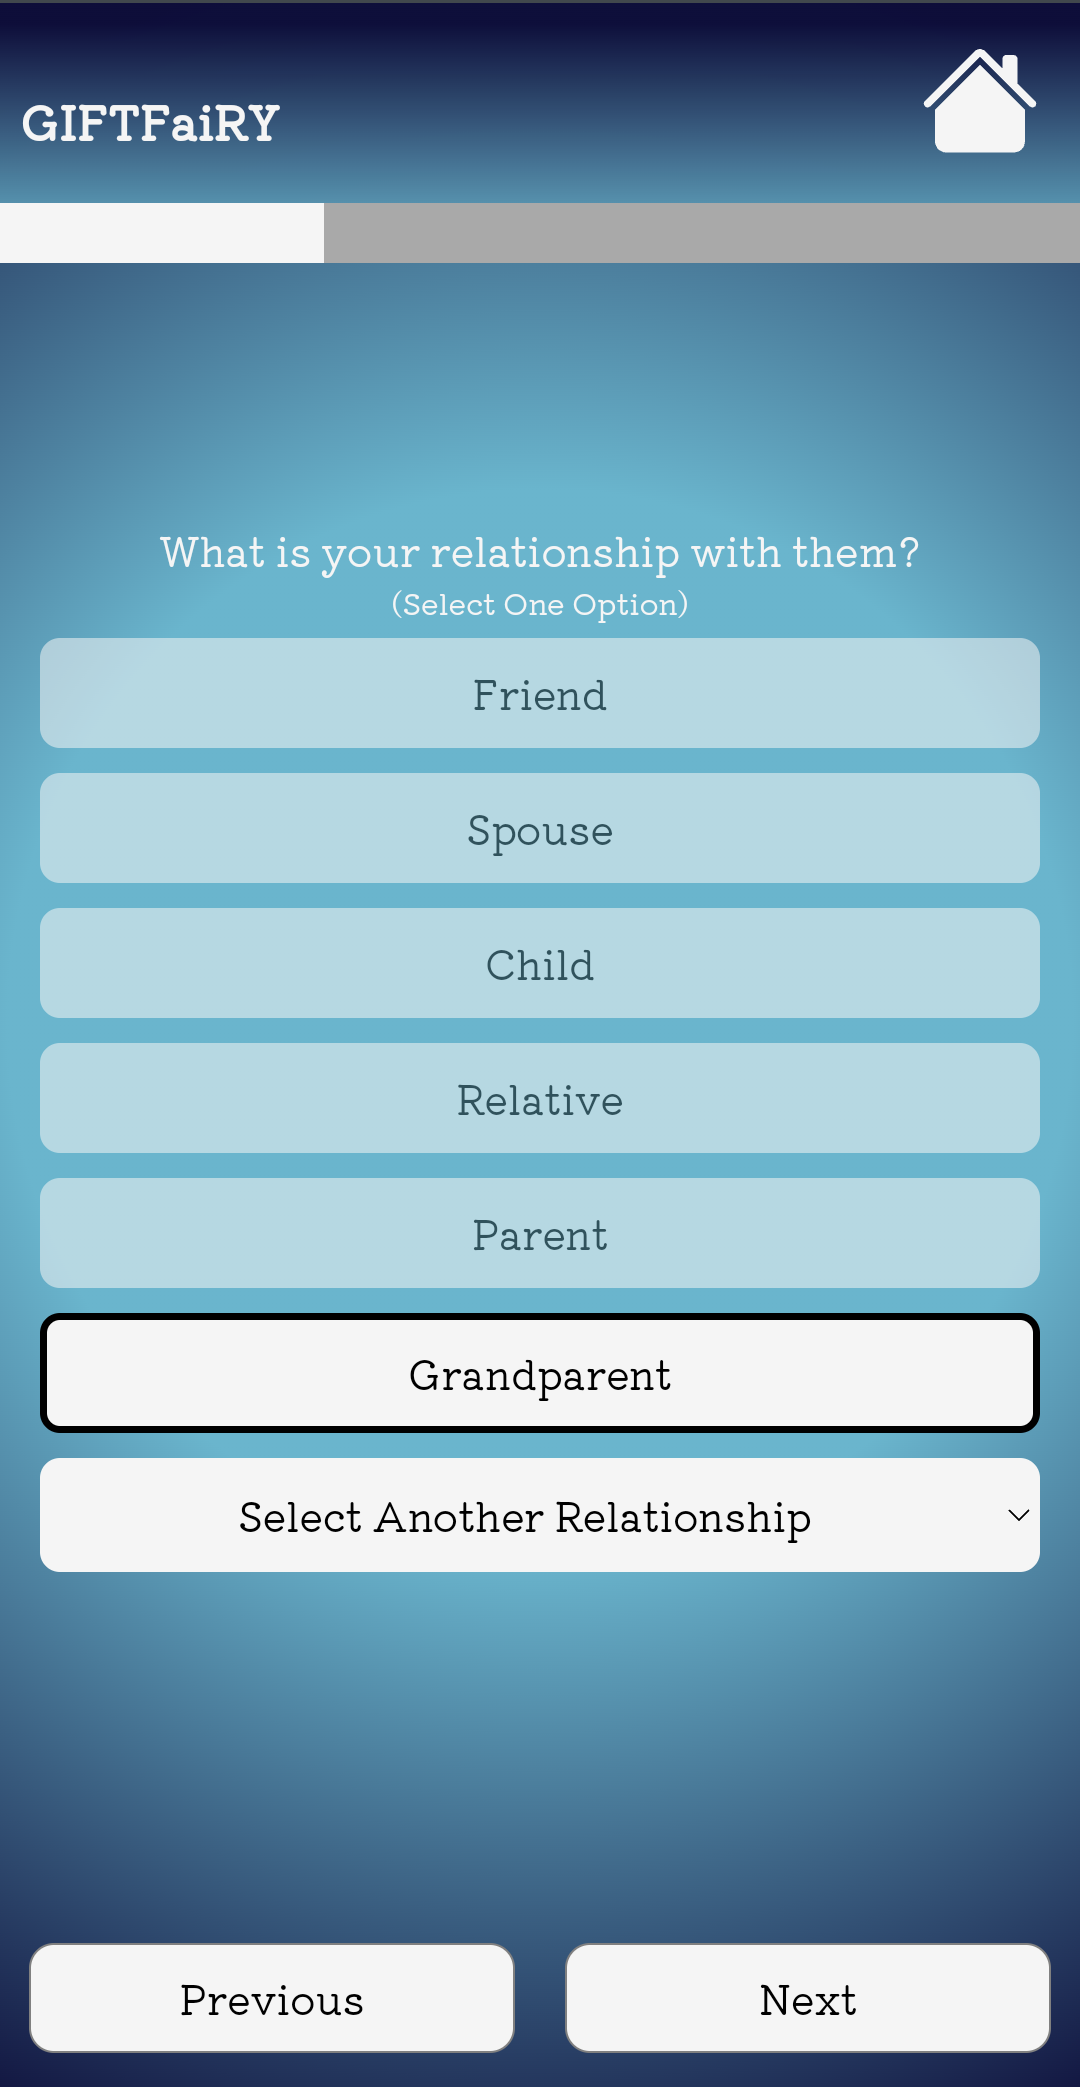 GIFTFaiRY
What is your relationship with them?
(Select One Option)
Friend
Spouse
Child
Relative
Parent
Grandparent
Select Another Relationship
Previous
Next